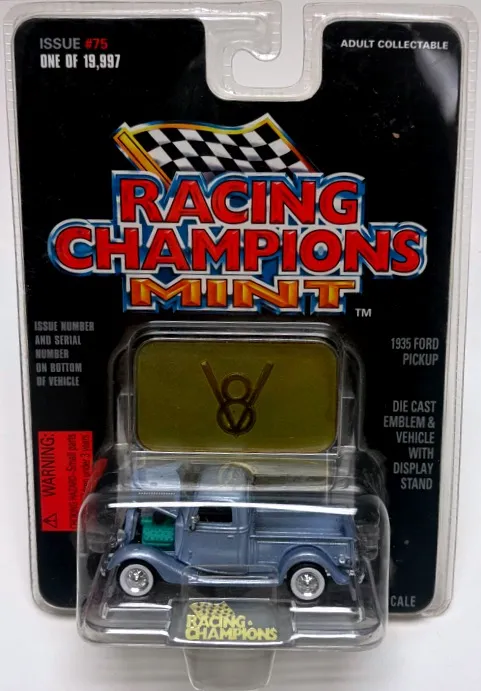 ISSUE #75
ONE OF 19,997
ADULT COLLECTABLE
RACING
CHAMPIONS
MINT
TM
ISSUE NUMBER
AND SERIAL
NUMBER
ON BOTTOM
OF VEHICLE
1935 FORD
PICKUP
V8
DIE CAST
EMBLEM &
VEHICLE
WITH
DISPLAY
STAND
WARNING:
CALE
RACING
CHAMPIONS